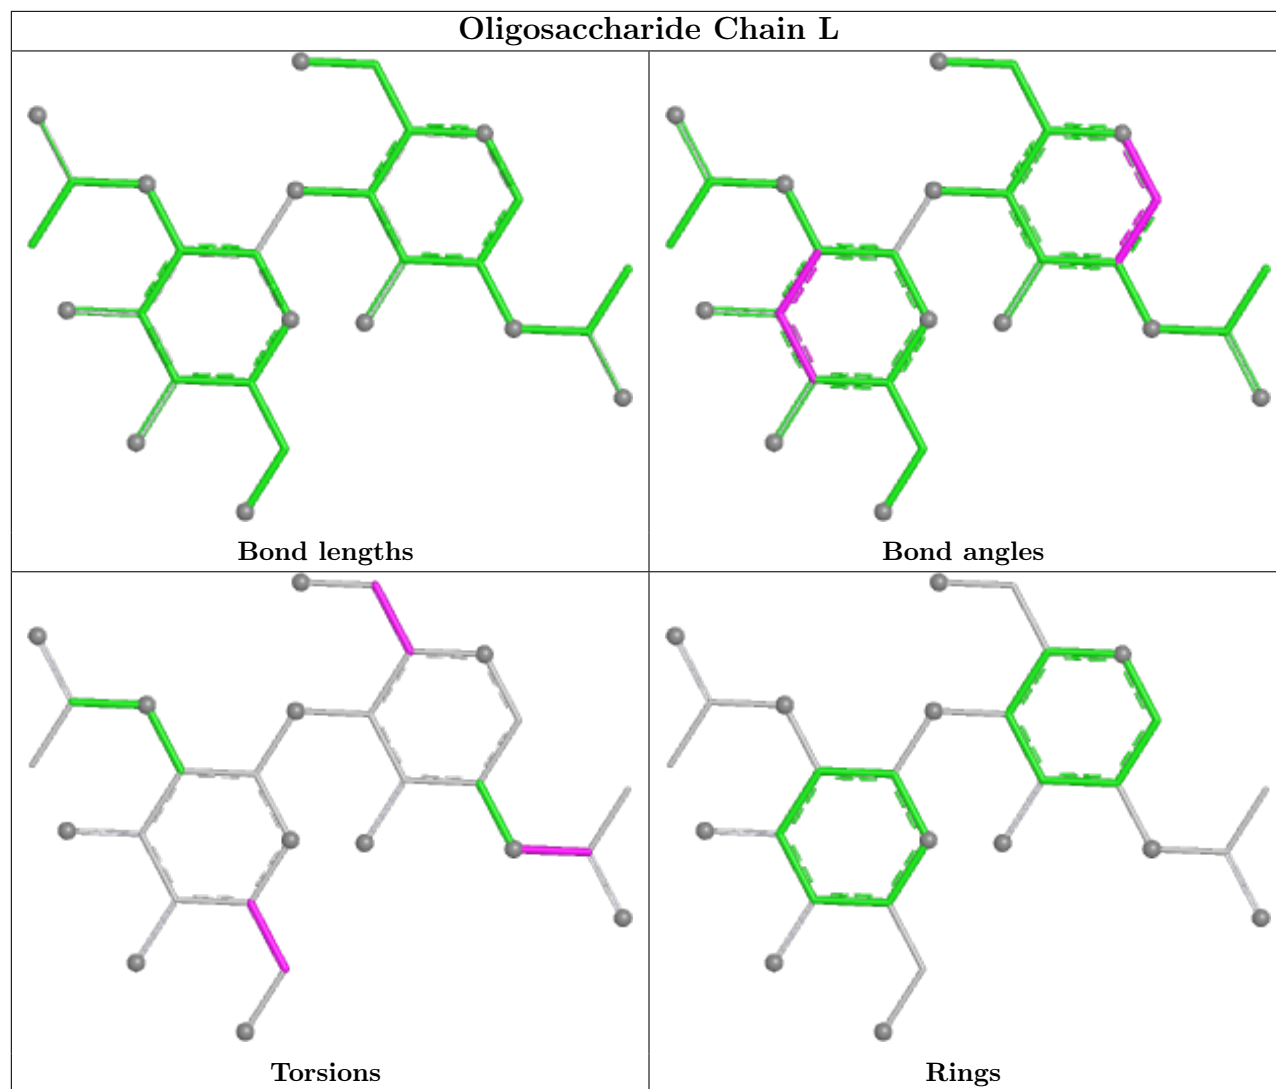 Oligosaccharide Chain L
Bond lengths
Bond angles
Torsions
Rings